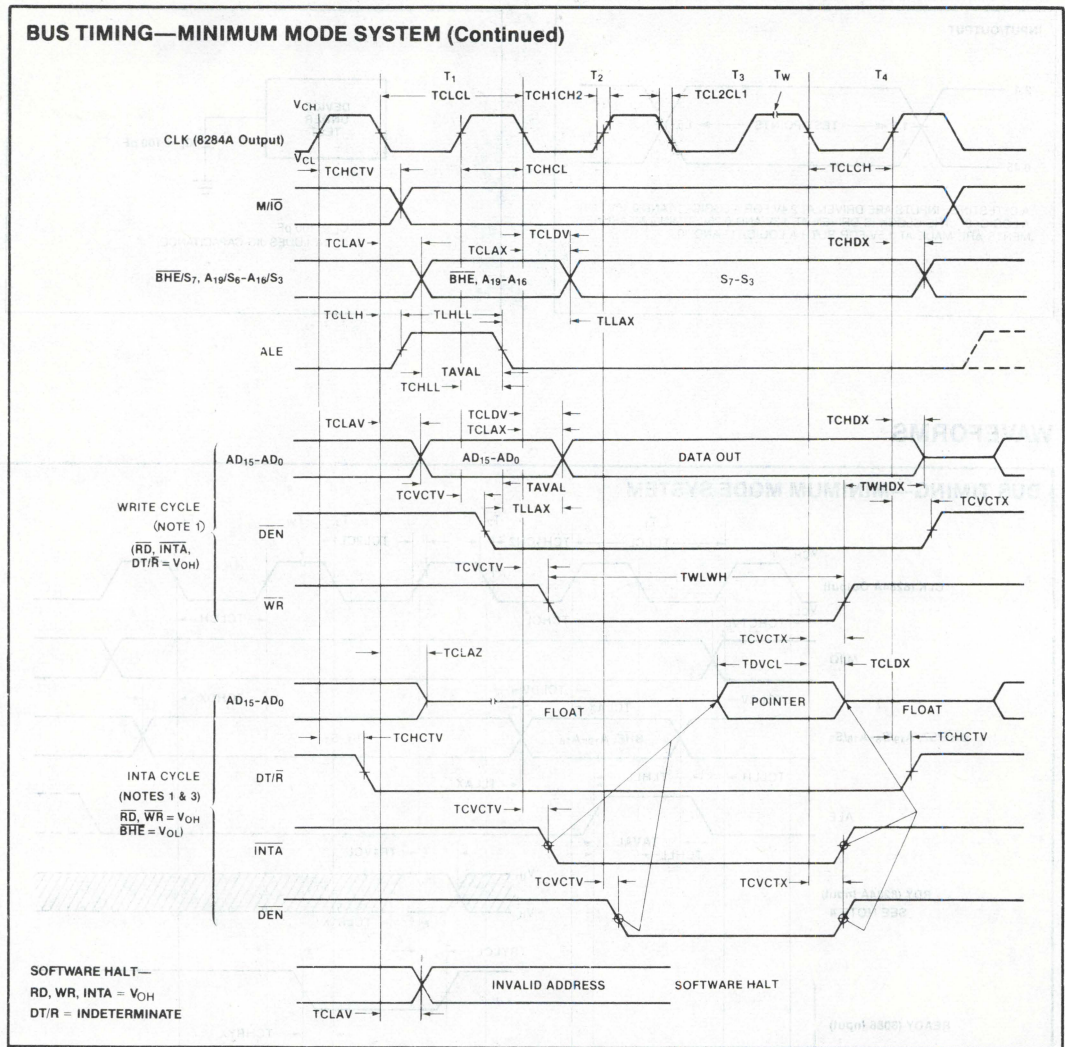 BUS TIMING—MINIMUM MODE SYSTEM (Continued)
T1 T2 T3 TW T4
TCLCL TCH1CH2 TCL2CL1
VCH
CLK (8284A Output)
VCL
TCHCTV TCHCL TCLCH
M/IO
TCLDV
TCLAV TCLAX TCHDX
BHE/S7, A19/S6-A16/S3 BHE, A19-A16 S7-S3
TCLLH TLHLL TLLAX
ALE
TAVAL
TCHLL
TCLDV
TCLAV TCLAX TCHDX
AD15-AD0 AD15-AD0 DATA OUT
TAVAL TWHDX
TCVCTV TLLAX TCVCTX
WRITE CYCLE
(NOTE 1)
(RD, INTA,
DT/R = VOH)
DEN
TCVCTV TWLWH
WR
TCVCTX
TCLAZ TDVCL TCLDX
AD15-AD0 FLOAT POINTER FLOAT
TCHCTV TCHCTV
DT/R
INTA CYCLE
(NOTES 1 & 3)
RD, WR = VOH
BHE = VOL
TCVCTV
INTA
TCVCTV TCVCTX
DEN
SOFTWARE HALT—
RD, WR, INTA = VOH
DT/R = INDETERMINATE
INVALID ADDRESS SOFTWARE HALT
TCLAV